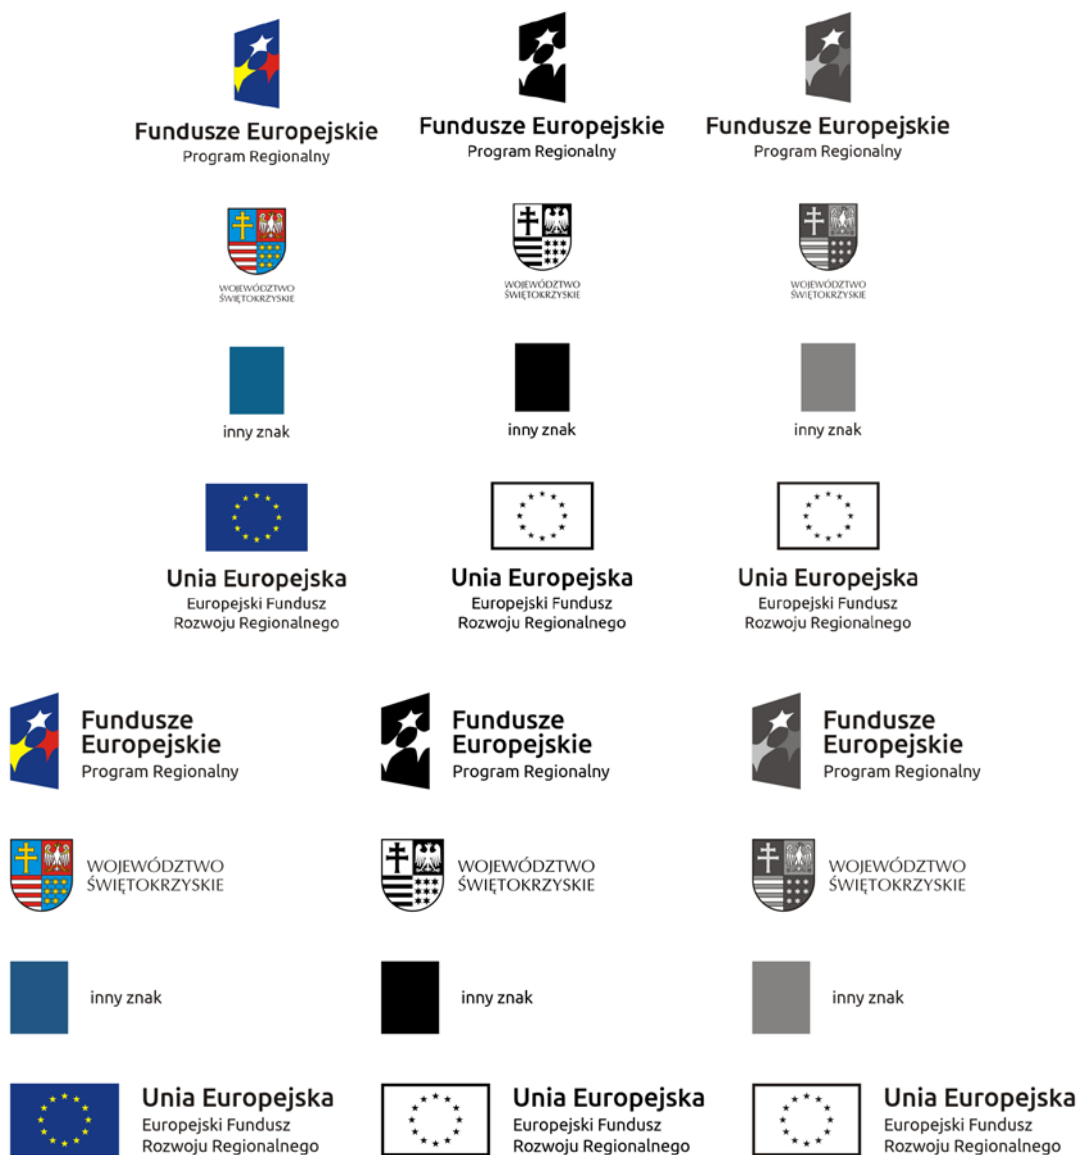 Fundusze Europejskie
Program Regionalny
Fundusze Europejskie
Program Regionalny
Fundusze Europejskie
Program Regionalny
WOJEWÓDZTWO
ŚWIĘTOKRZYSKIE
WOJEWÓDZTWO
ŚWIĘTOKRZYSKIE
WOJEWÓDZTWO
ŚWIĘTOKRZYSKIE
inny znak
inny znak
inny znak
Unia Europejska
Europejski Fundusz
Rozwoju Regionalnego
Unia Europejska
Europejski Fundusz
Rozwoju Regionalnego
Unia Europejska
Europejski Fundusz
Rozwoju Regionalnego
Fundusze
Europejskie
Program Regionalny
Fundusze
Europejskie
Program Regionalny
Fundusze
Europejskie
Program Regionalny
WOJEWÓDZTWO
ŚWIĘTOKRZYSKIE
WOJEWÓDZTWO
ŚWIĘTOKRZYSKIE
WOJEWÓDZTWO
ŚWIĘTOKRZYSKIE
inny znak
inny znak
inny znak
Unia Europejska
Europejski Fundusz
Rozwoju Regionalnego
Unia Europejska
Europejski Fundusz
Rozwoju Regionalnego
Unia Europejska
Europejski Fundusz
Rozwoju Regionalnego